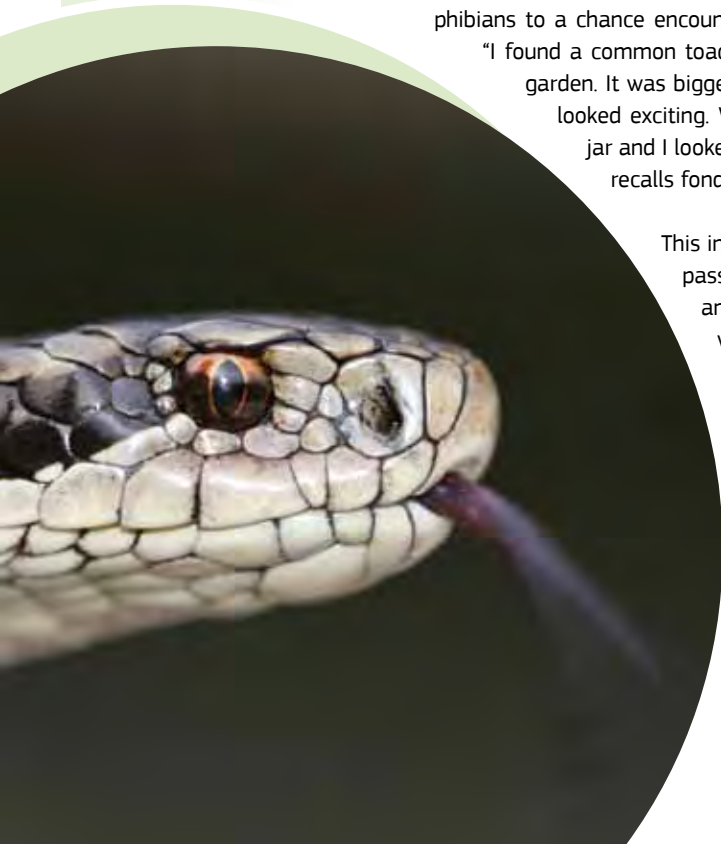 phibians to a chance encoun
“I found a common toad
garden. It was bigge
looked exciting. W
jar and I looke
recalls fond
This in
pass
an